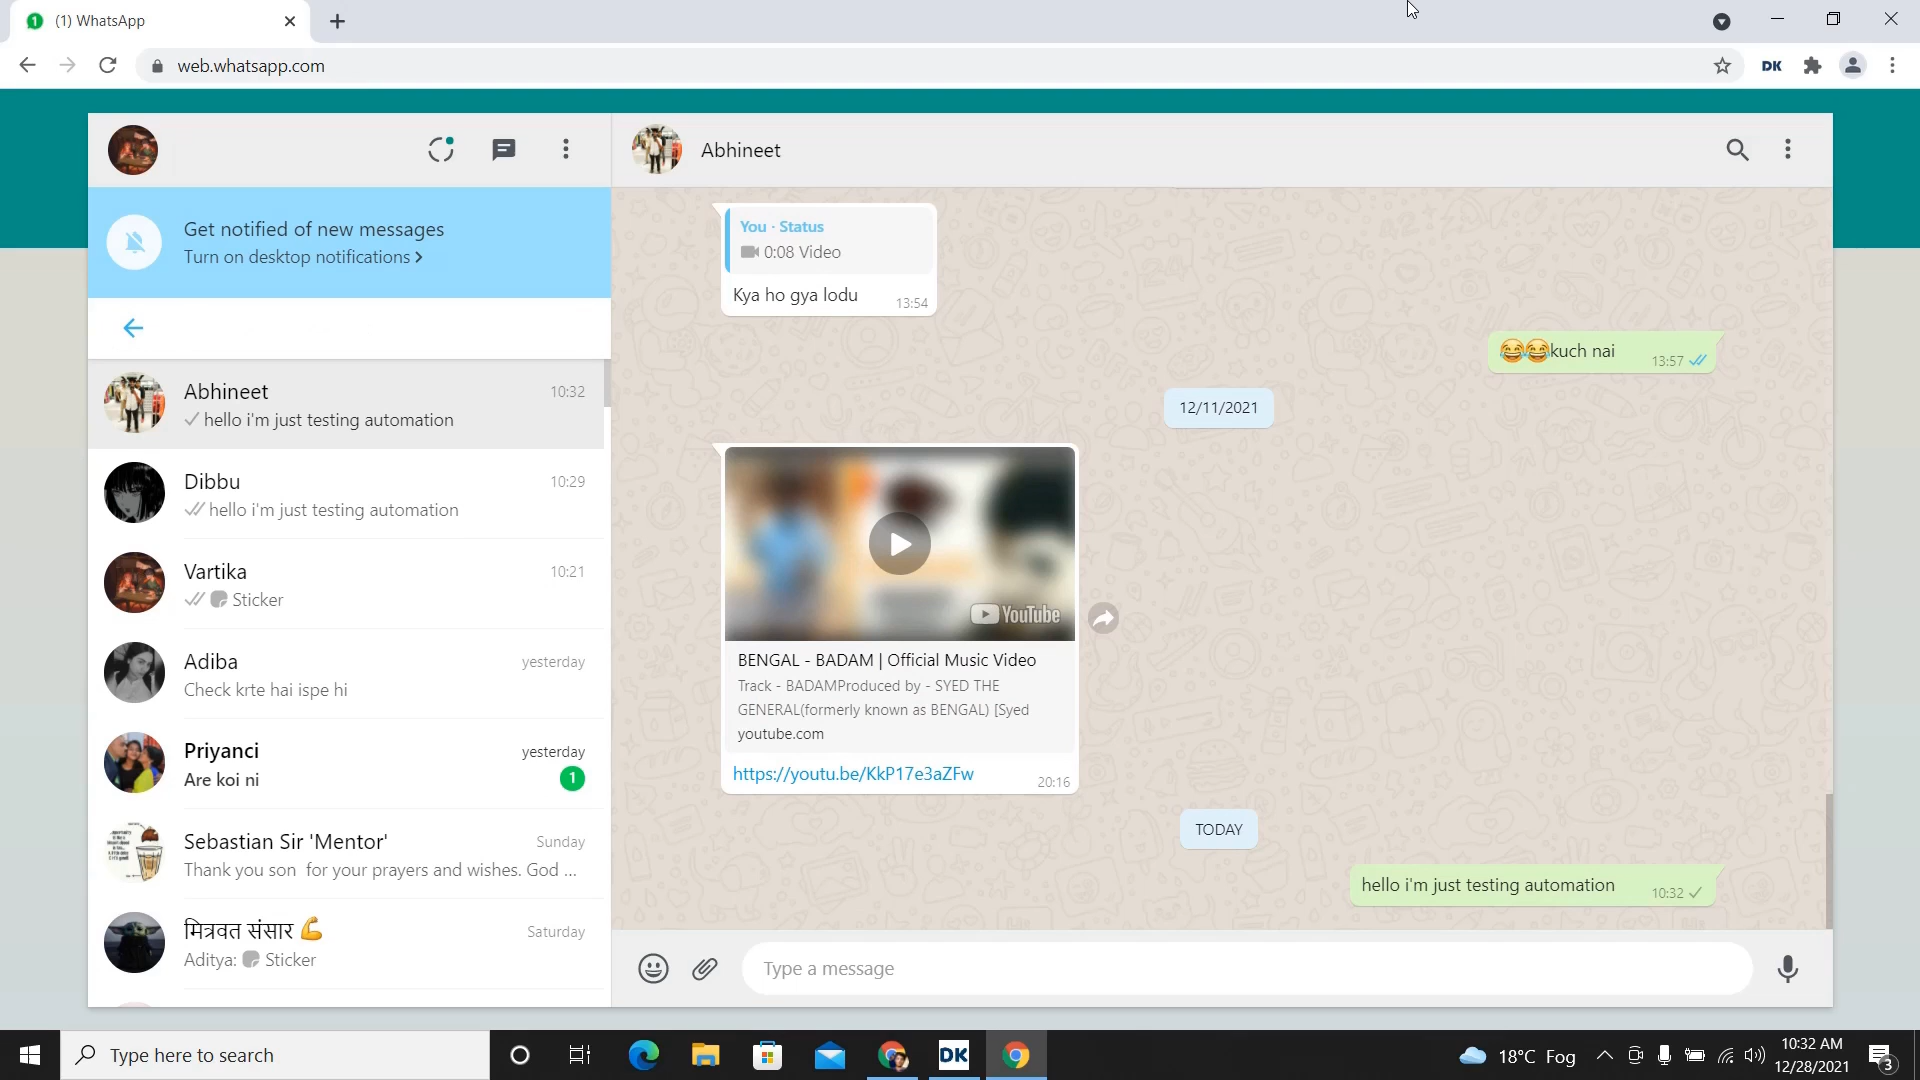 (1) WhatsApp
web.whatsapp.com
DK
Get notified of new messages
Turn on desktop notifications >
Abhineet 10:32
hello i'm just testing automation
Dibbu 10:29
hello i'm just testing automation
Vartika 10:21
Sticker
Adiba yesterday
Check krte hai ispe hi
Priyanci yesterday
Are koi ni 1
Sebastian Sir 'Mentor' Sunday
Thank you son for your prayers and wishes. God ...
मित्रवत संसार 💪 Saturday
Aditya: Sticker
Abhineet
You · Status
0:08 Video
Kya ho gya lodu 13:54
😂😂kuch nai 13:57
12/11/2021
YouTube
BENGAL - BADAM | Official Music Video
Track - BADAMProduced by - SYED THE
GENERAL(formerly known as BENGAL) [Syed
youtube.com
https://youtu.be/KkP17e3aZFw 20:16
TODAY
hello i'm just testing automation 10:32
Type a message
Type here to search
DK
18°C Fog
10:32 AM
12/28/2021
3